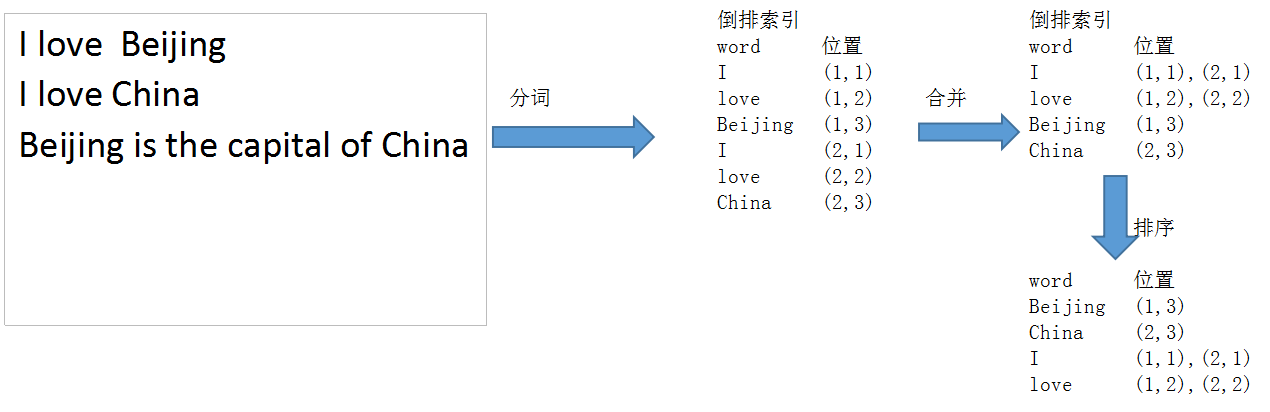 I love  Beijing
I love China
Beijing is the capital of China
分词
倒排索引
word 位置
I (1,1)
love (1,2)
Beijing (1,3)
I (2,1)
love (2,2)
China (2,3)
合并
倒排索引
word 位置
I (1,1),(2,1)
love (1,2),(2,2)
Beijing (1,3)
China (2,3)
排序
word 位置
Beijing (1,3)
China (2,3)
I (1,1),(2,1)
love (1,2),(2,2)